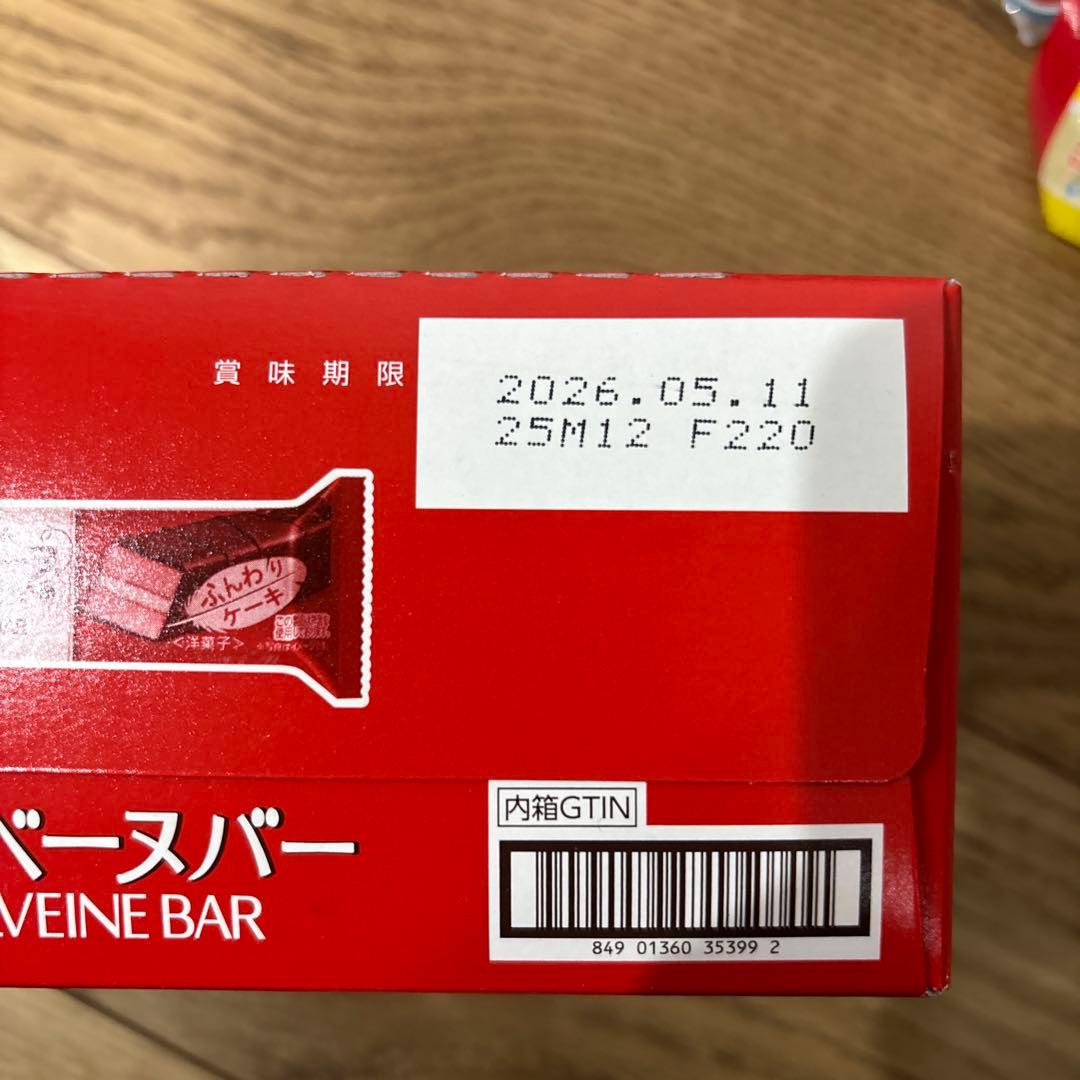 賞味期限
2026.05.11
25M12 F220
ふんわり
ケーキ
<洋菓子>
内箱GTIN
ベーヌバー
VEINE BAR
849 01360 35399 2